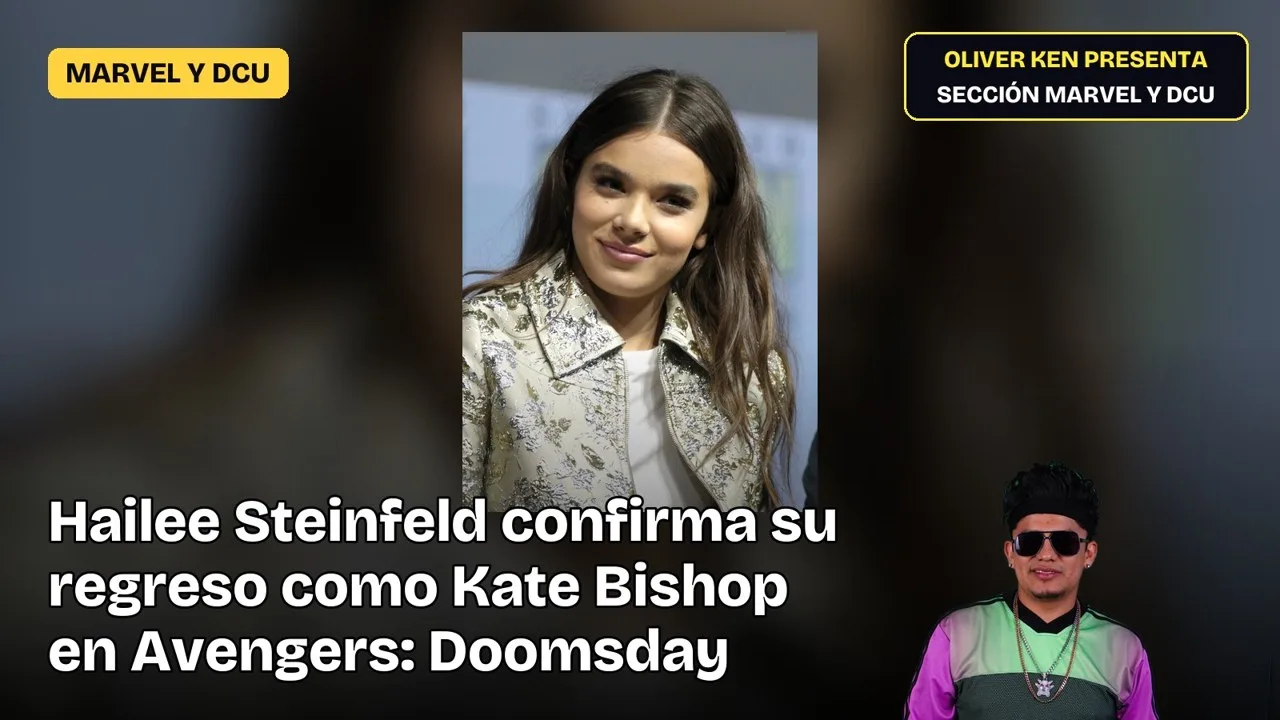 MARVEL Y DCU
OLIVER KEN PRESENTA
SECCIÓN MARVEL Y DCU
Hailee Steinfeld confirma su
regreso como Kate Bishop
en Avengers: Doomsday